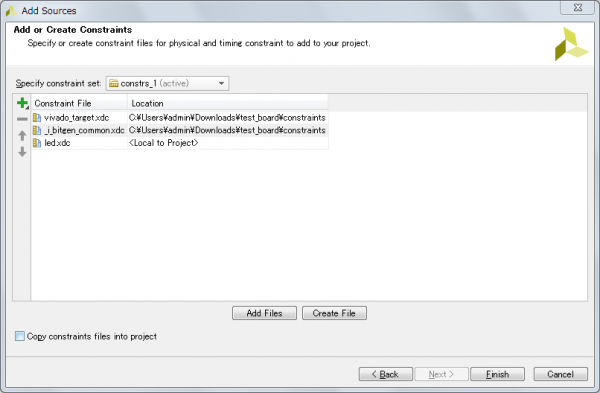 Add Sources
Add or Create Constraints
Specify or create constraint files for physical and timing constraint to add to your project.
Specify constraint set: constrs_1 (active)
Constraint File Location
vivado_target.xdc C:¥Users¥admin¥Downloads¥test_board¥constraints
_i_bitgen_common.xdc C:¥Users¥admin¥Downloads¥test_board¥constraints
led.xdc <Local to Project>
Add Files Create File
Copy constraints files into project
< Back Next > Finish Cancel